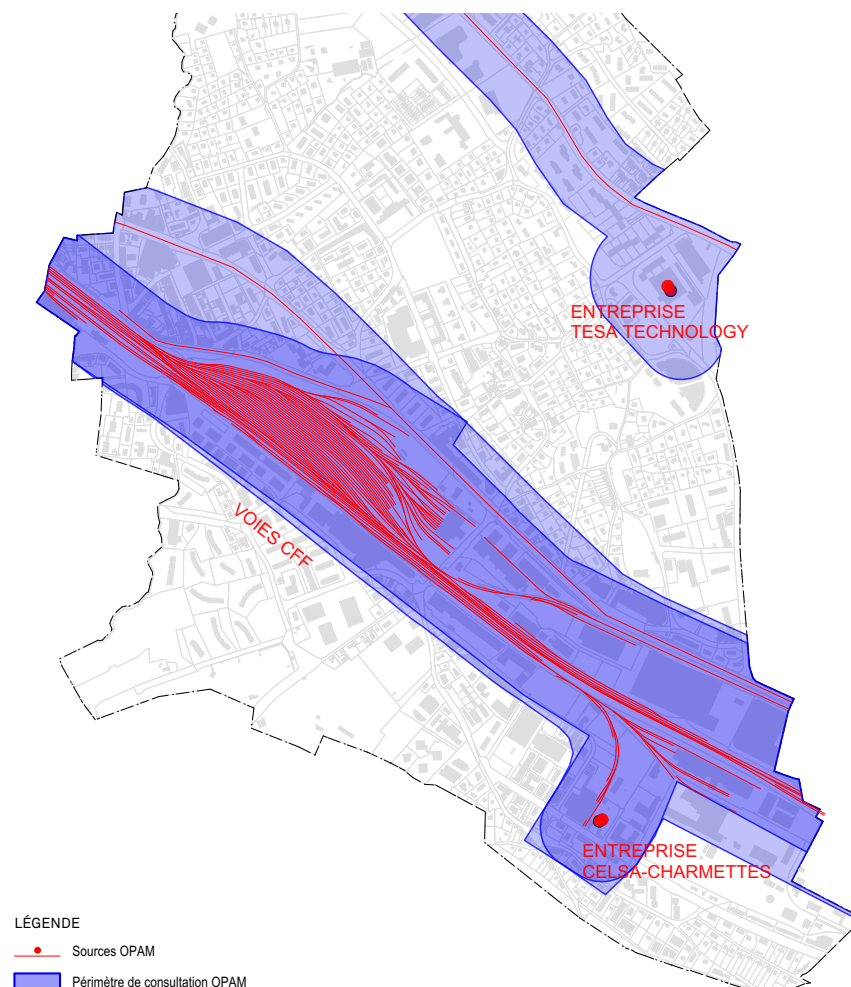 ENTREPRISE
TESA TECHNOLOGY
VOIES CFF
ENTREPRISE
CELSA-CHARMETTES
LÉGENDE
Sources OPAM
Périmètre de consultation OPAM